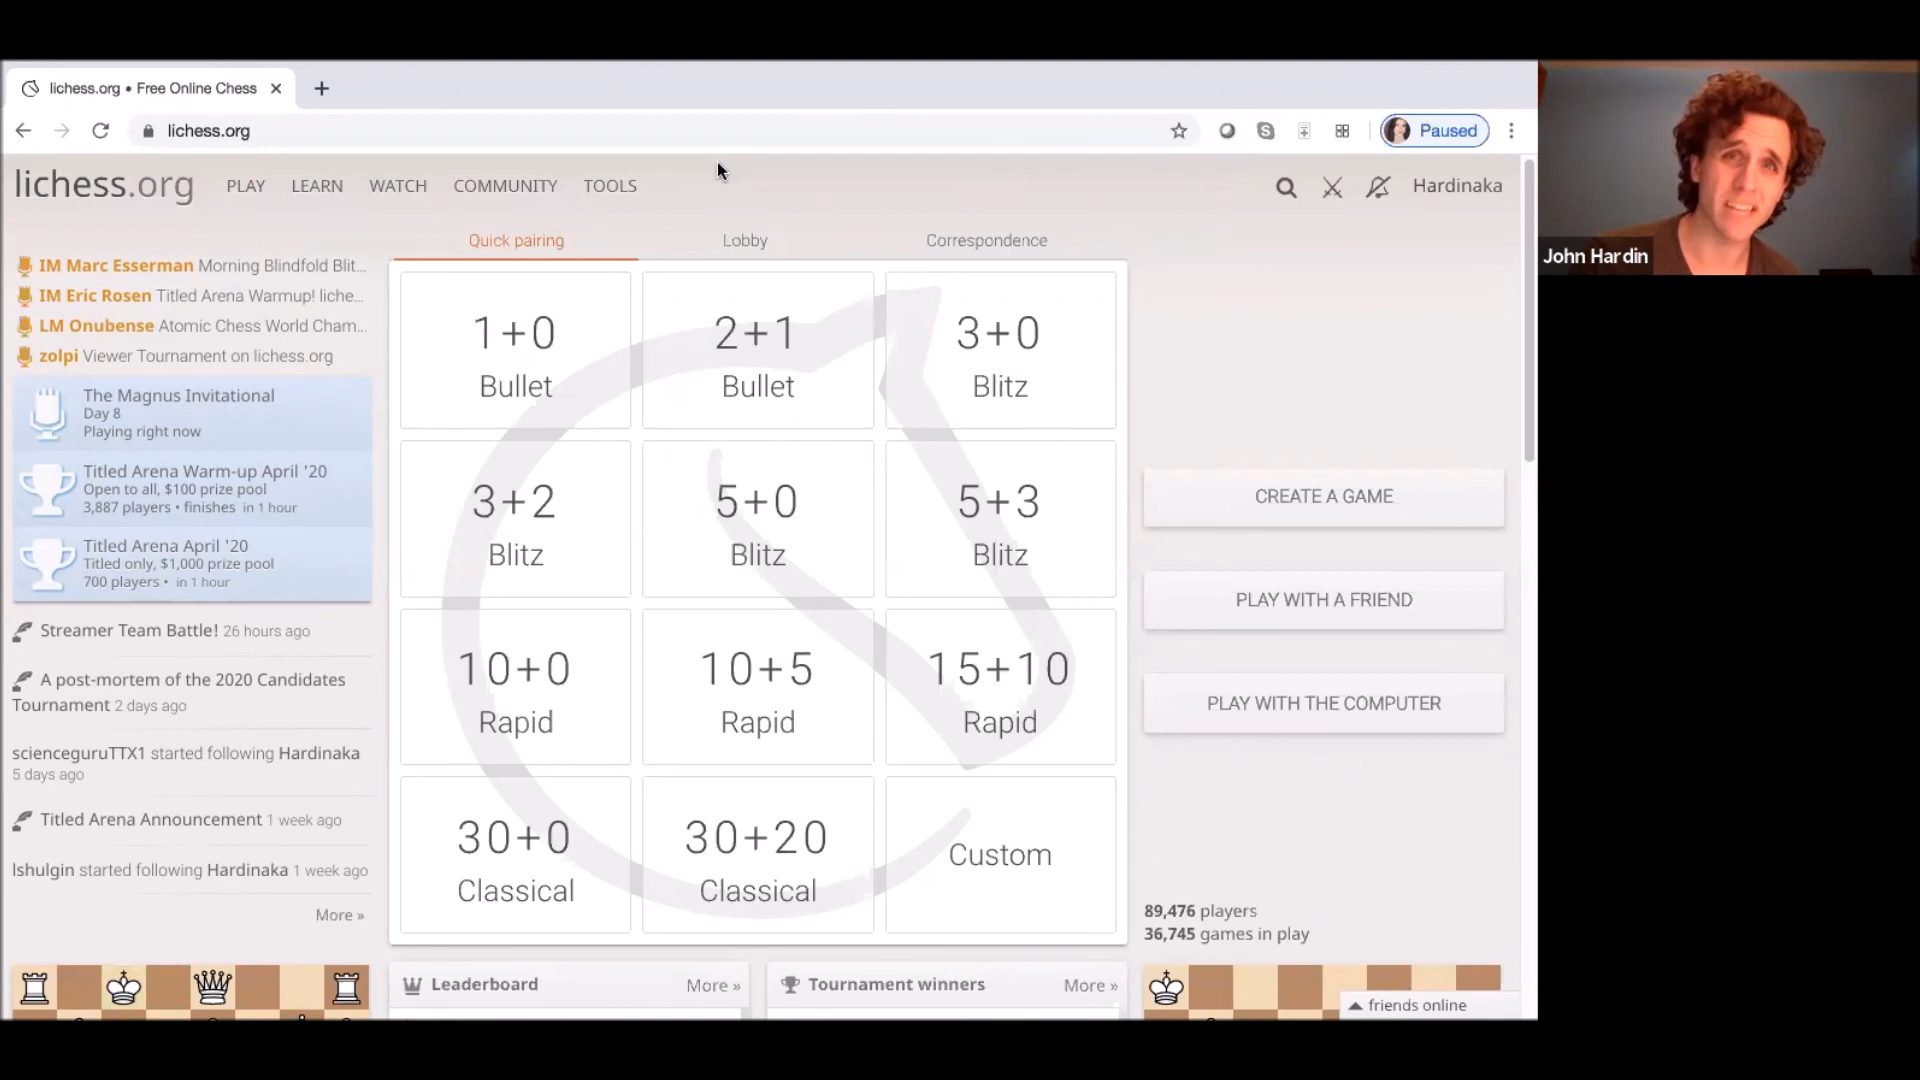 lichess.org • Free Online Chess
lichess.org
Paused
lichess.org PLAY LEARN WATCH COMMUNITY TOOLS
Hardinaka
John Hardin
Quick pairing Lobby Correspondence
IM Marc Esserman Morning Blindfold Blit...
IM Eric Rosen Titled Arena Warmup! liche...
LM Onubense Atomic Chess World Cham...
zolpi Viewer Tournament on lichess.org
The Magnus Invitational
Day 8
Playing right now
Titled Arena Warm-up April '20
Open to all, $100 prize pool
3,887 players • finishes in 1 hour
Titled Arena April '20
Titled only, $1,000 prize pool
700 players • in 1 hour
Streamer Team Battle! 26 hours ago
A post-mortem of the 2020 Candidates
Tournament 2 days ago
scienceguruTTX1 started following Hardinaka
5 days ago
Titled Arena Announcement 1 week ago
lshulgin started following Hardinaka 1 week ago
More »
1+0
Bullet
2+1
Bullet
3+0
Blitz
3+2
Blitz
5+0
Blitz
5+3
Blitz
10+0
Rapid
10+5
Rapid
15+10
Rapid
30+0
Classical
30+20
Classical
Custom
CREATE A GAME
PLAY WITH A FRIEND
PLAY WITH THE COMPUTER
89,476 players
36,745 games in play
Leaderboard More »
Tournament winners More »
friends online